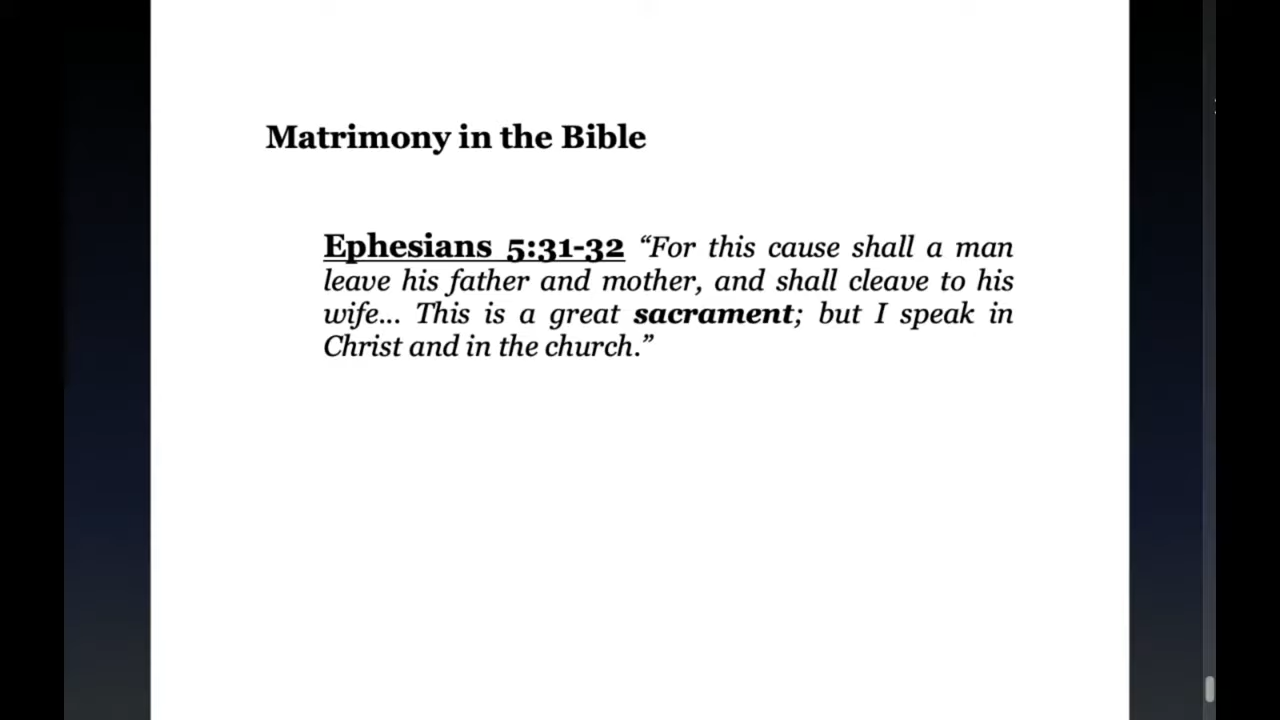 Matrimony in the Bible
Ephesians 5:31-32 “For this cause shall a man
leave his father and mother, and shall cleave to his
wife... This is a great sacrament; but I speak in
Christ and in the church.”